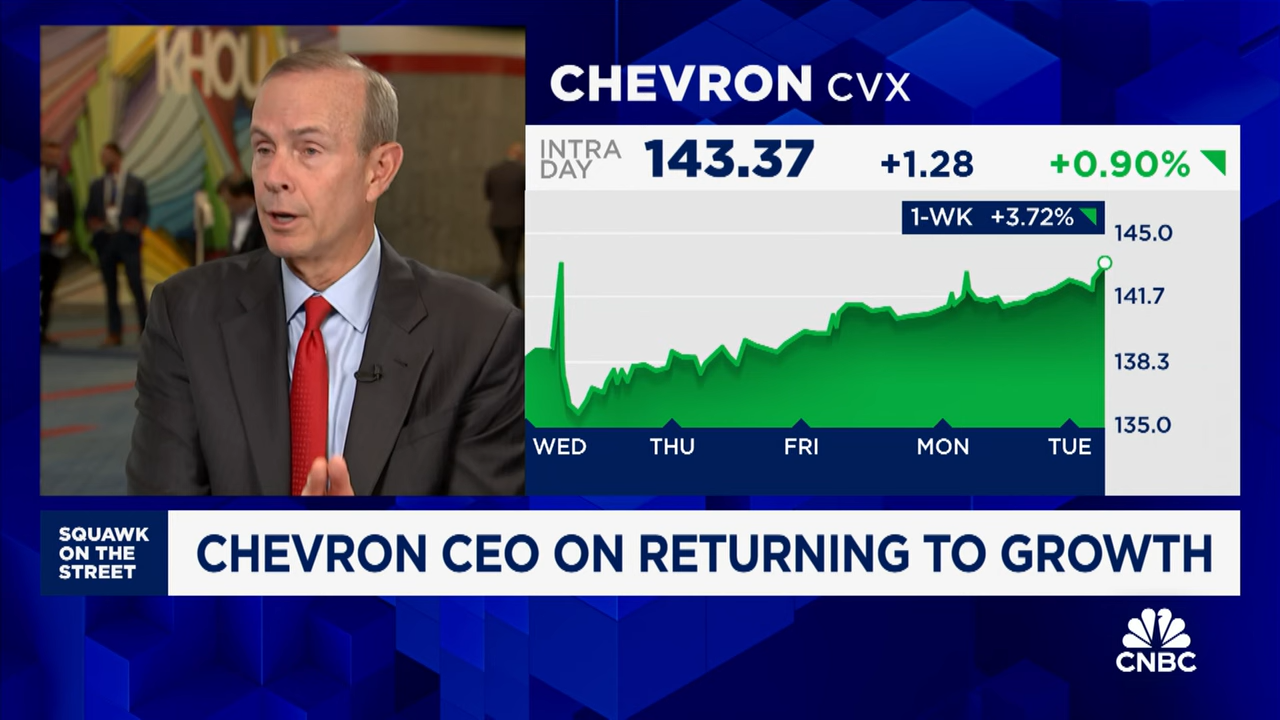 KHOU
CHEVRON CVX
INTRA
DAY
143.37
+1.28
+0.90%
1-WK +3.72%
145.0
141.7
138.3
135.0
WED THU FRI MON TUE
SQUAWK
ON THE
STREET
CHEVRON CEO ON RETURNING TO GROWTH
CNBC